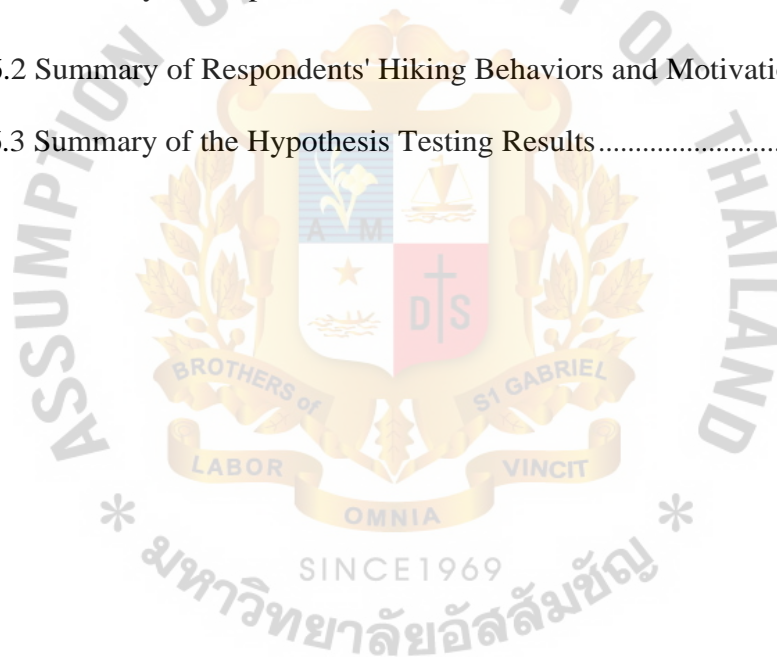 5.2 Summary of Respondents' Hiking Behaviors and
5.3 Summary of the Hypothesis Testing Results
ASSUMPTION OF THAILAND
A M
D S
BROTHERS of
S1 GABRIEL
LABOR
VINCIT
OMNIA
SINCE1969
มหาวิทยาลัยอัสสัมชัญ